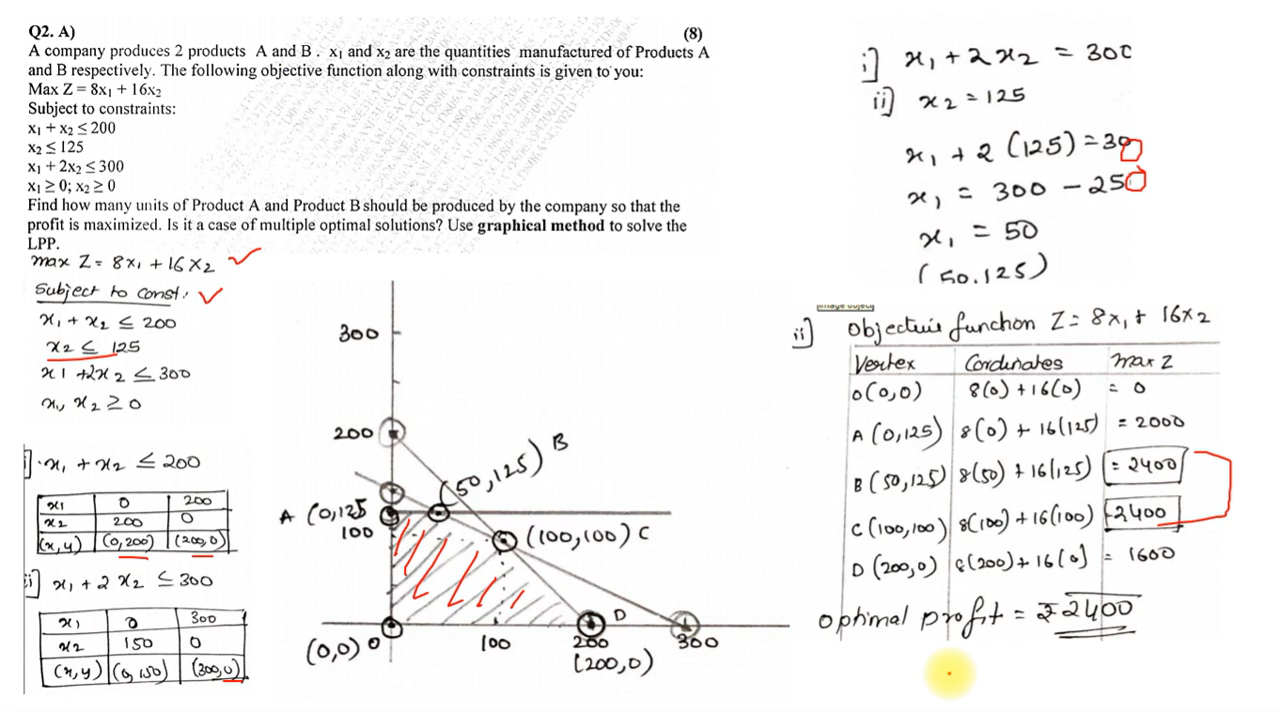 Q2. A) (8)
A company produces 2 products A and B . x₁ and x₂ are the quantities manufactured of Products A
and B respectively. The following objective function along with constraints is given to you:
Max Z = 8x₁ + 16x₂
Subject to constraints:
x₁ + x₂ ≤ 200
x₂ ≤ 125
x₁ + 2x₂ ≤ 300
x₁ ≥ 0; x₂ ≥ 0
Find how many units of Product A and Product B should be produced by the company so that the
profit is maximized. Is it a case of multiple optimal solutions? Use graphical method to solve the
LPP.
max Z = 8x₁ + 16x₂
Subject to const.
x₁ + x₂ ≤ 200
x₂ ≤ 125
x1 + 2x₂ ≤ 300
x₁, x₂ ≥ 0
i] x₁ + x₂ ≤ 200
x₁ 0 200
x₂ 200 0
(x,y) (0,200) (200,0)
ii] x₁ + 2x₂ ≤ 300
x₁ 0 300
x₂ 150 0
(x,y) (0,150) (300,0)
300
200
(50,125) B
A (0,125
100
(100,100) C
D
(0,0) 0 100 200 300
(200,0)
i] x₁ + 2x₂ = 300
ii] x₂ = 125
x₁ + 2 (125) = 30
x₁ = 300 - 250
x₁ = 50
(50,125)
ii] Objective function Z = 8x₁ + 16x₂
Vertex Cordinates max Z
0(0,0) 8(0) + 16(0) = 0
A (0,125) 8(0) + 16(125) = 2000
B (50,125) 8(50) + 16(125) = 2400
C (100,100) 8(100) + 16(100) = 2400
D (200,0) 8(200) + 16(0) = 1600
optimal profit = ₹2400